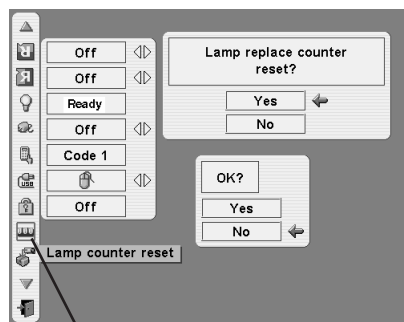 Off
Off
Ready
Off
Code 1
USB
Off
Lamp counter reset
Lamp replace counter
reset?
Yes
No
OK?
Yes
No